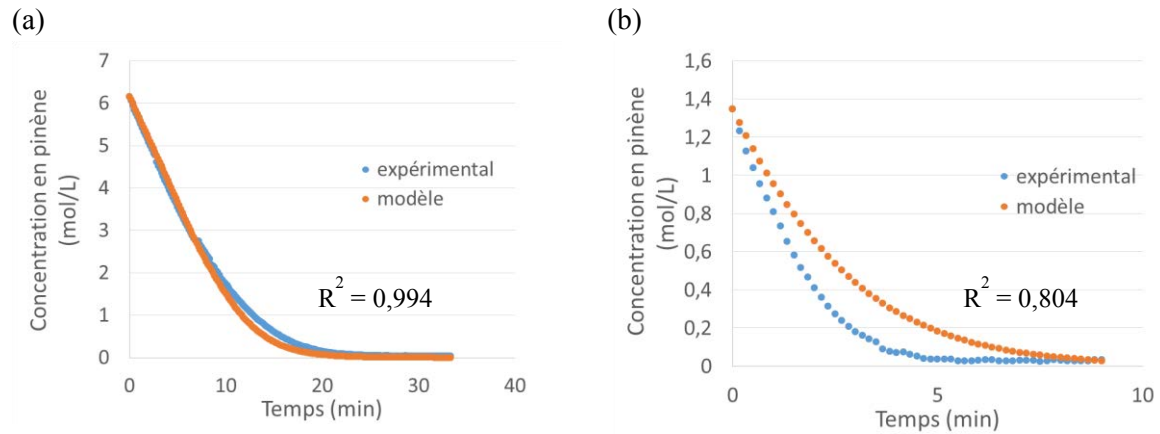 (a)
Concentration en pinène
(mol/L)
7
6
5
4
3
2
1
0
expérimental
modèle
R² = 0,994
0 10 20 30 40
Temps (min)
(b)
Concentration en pinène
(mol/L)
1,6
1,4
1,2
1
0,8
0,6
0,4
0,2
0
expérimental
modèle
R² = 0,804
0 5 10
Temps (min)